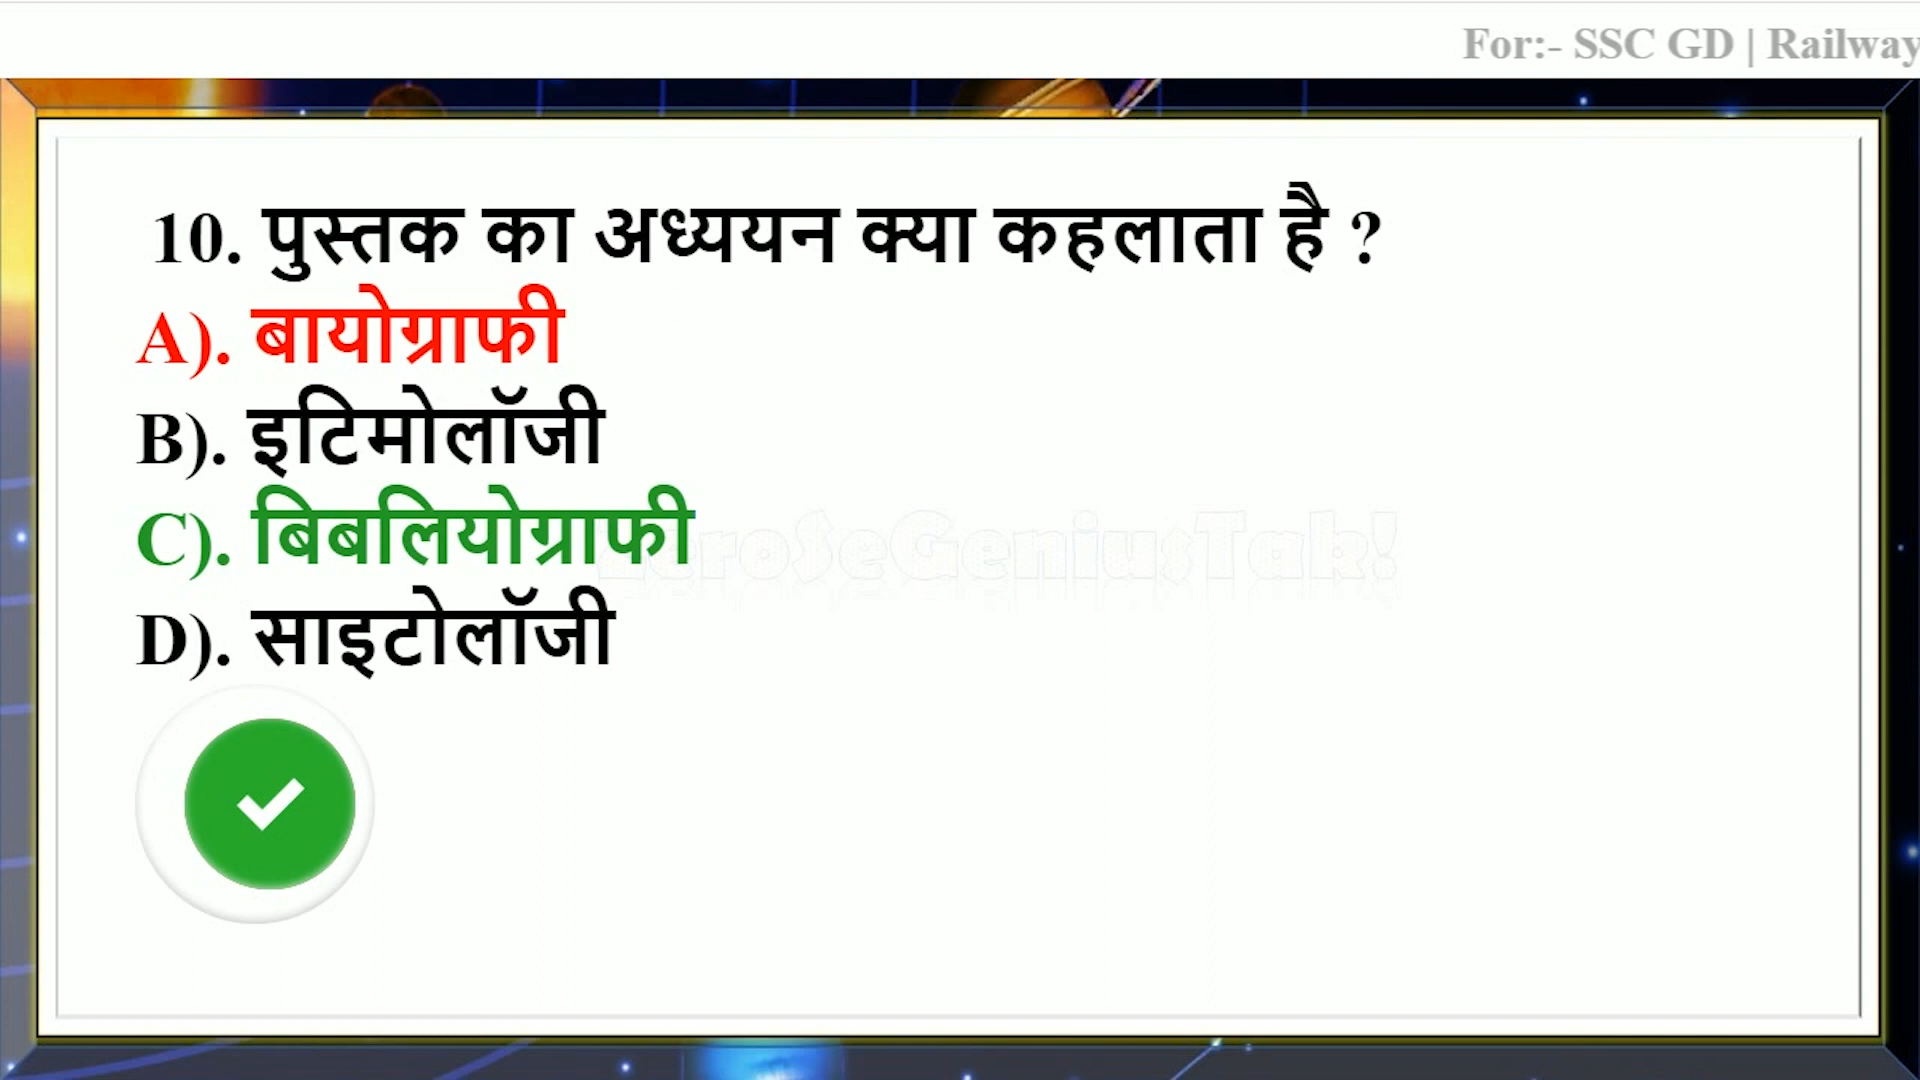 For:- SSC GD | Railway
10. पुस्तक का अध्ययन क्या कहलाता है ?
A). बायोग्राफी
B). इटिमोलॉजी
C). बिबलियोग्राफी
D). साइटोलॉजी